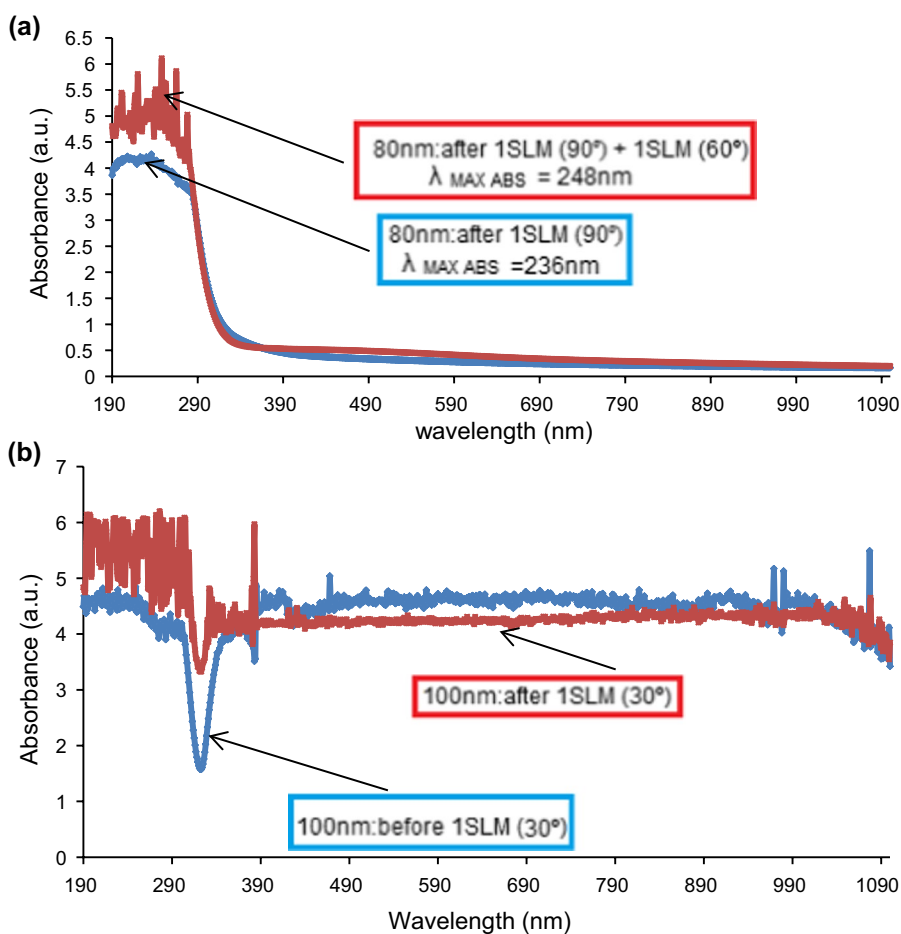 (a)
6.5
6
5.5
5
4.5
4
3.5
3
2.5
2
1.5
1
0.5
0
Absorbance (a.u.)
80nm:after 1SLM (90°) + 1SLM (60°)
λ MAX ABS = 248nm
80nm:after 1SLM (90°)
λ MAX ABS =236nm
190 290 390 490 590 690 790 890 990 1090
wavelength (nm)
(b)
7
6
5
4
3
2
1
0
Absorbance (a.u.)
100nm:after 1SLM (30°)
100nm:before 1SLM (30°)
190 290 390 490 590 690 790 890 990 1090
Wavelength (nm)